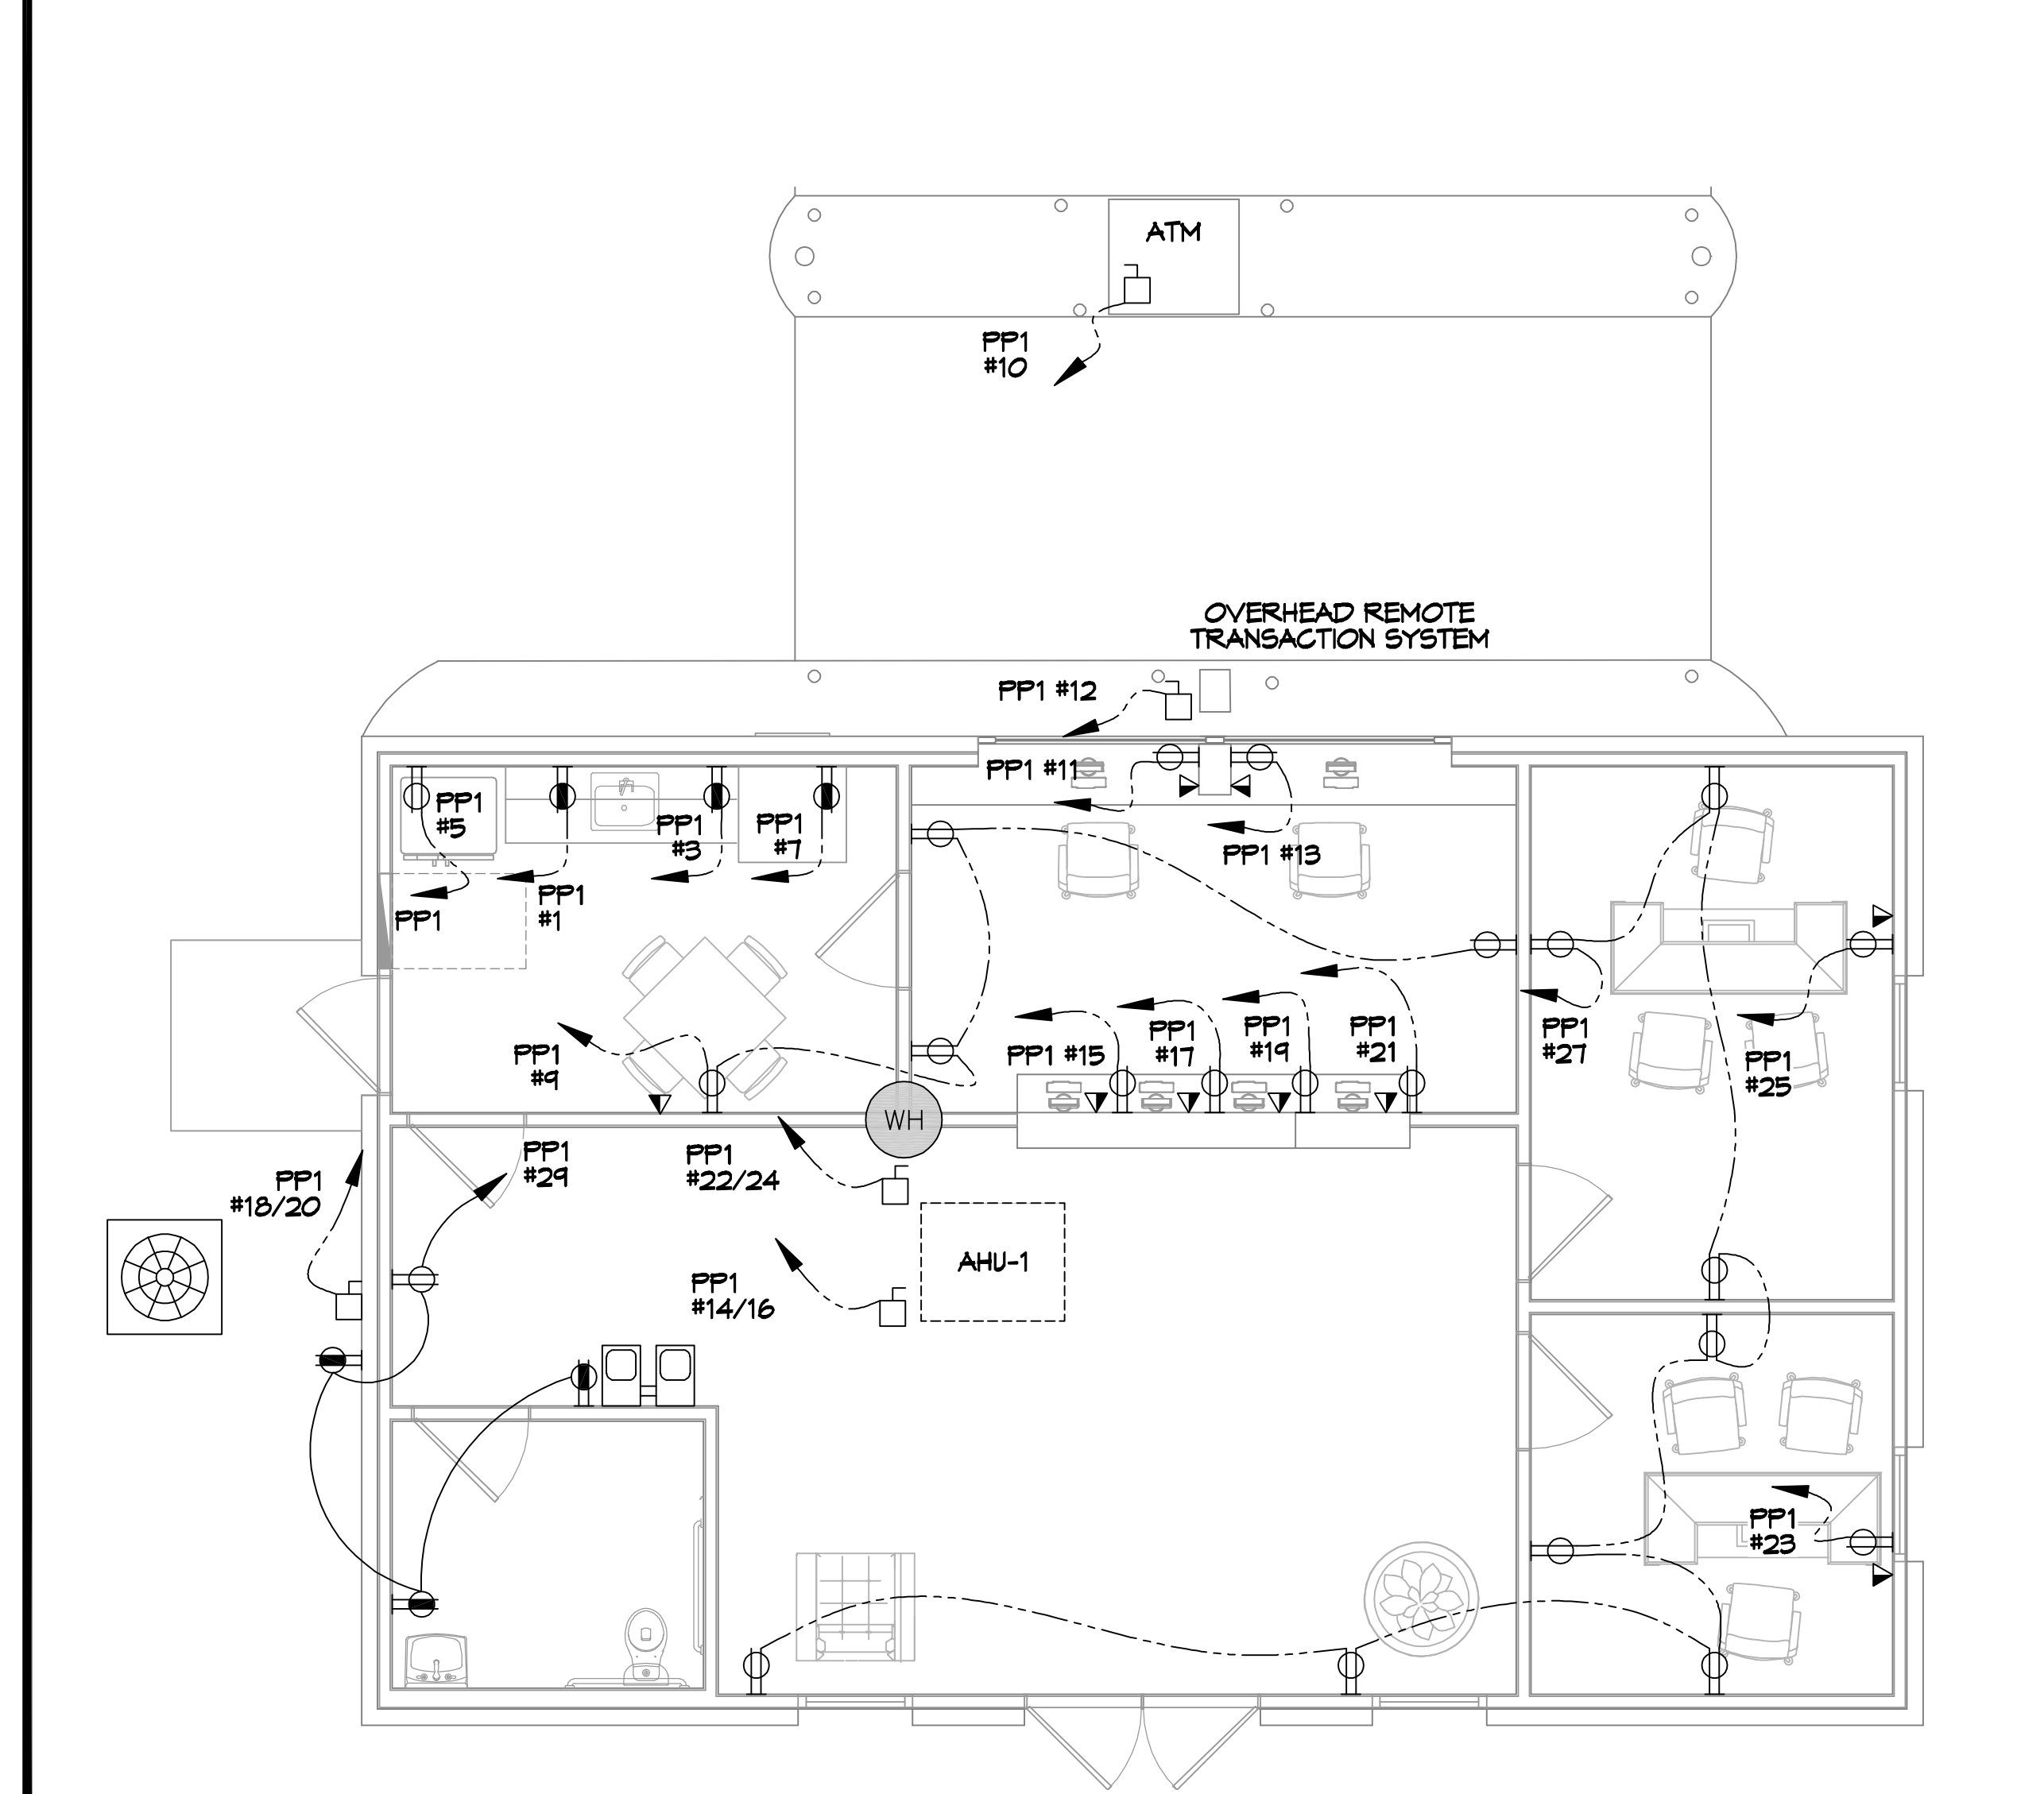 ATM
PP1
#10
OVERHEAD REMOTE
TRANSACTION SYSTEM
PP1 #12
PP1 #11
PP1
#5
PP1
#3
PP1
#7
PP1 #13
PP1
#1
PP1
PP1
#9
PP1 #15
PP1
#17
PP1
#19
PP1
#21
PP1
#27
PP1
#25
WH
PP1
#29
PP1
#22/24
PP1
#18/20
AHU-1
PP1
#14/16
PP1
#23